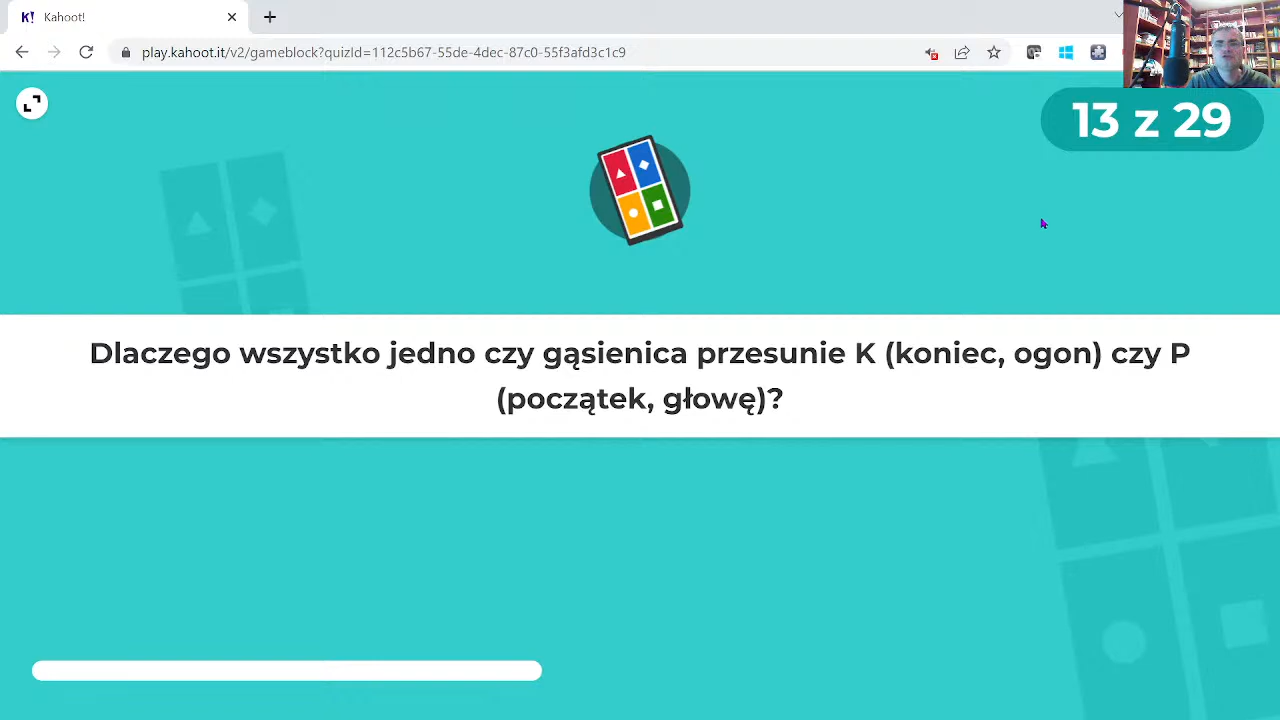 K! Kahoot!
play.kahoot.it/v2/gameblock?quizId=112c5b67-55de-4dec-87c0-55f3afd3c1c9
13 z 29
Dlaczego wszystko jedno czy gąsienica przesunie K (koniec, ogon) czy P
(początek, głowę)?